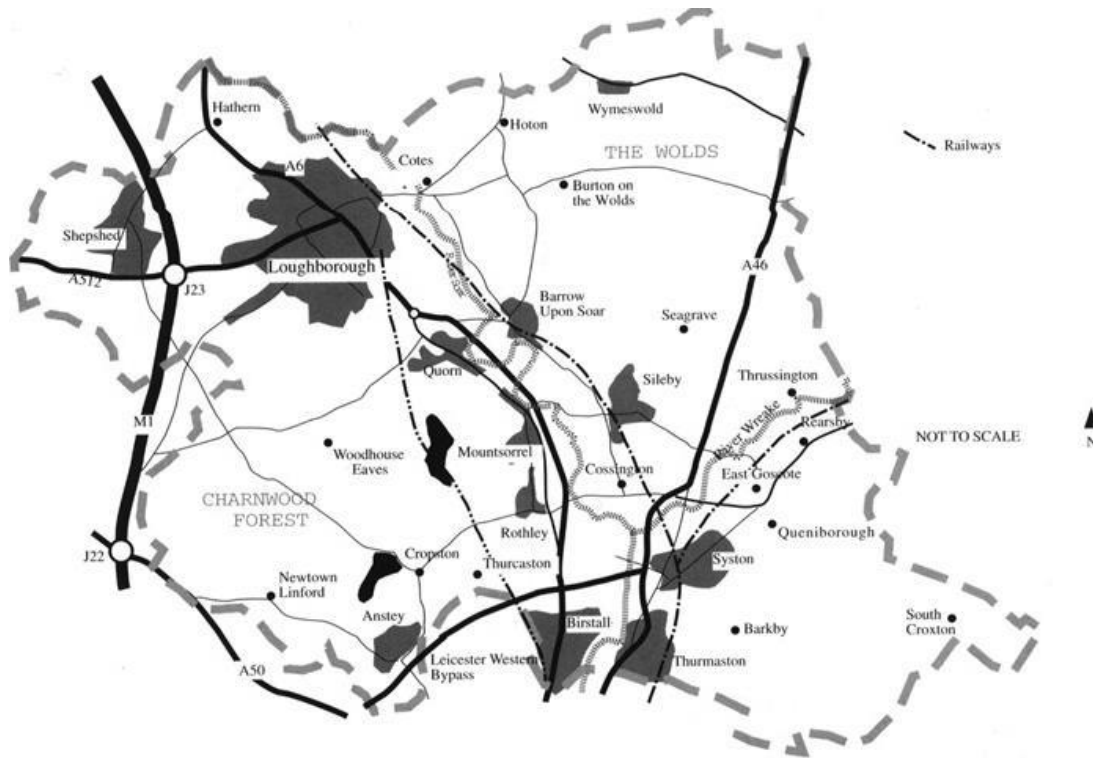 Hathern
Hoton
Wymeswold
THE WOLDS
Railways
A6
Cotes
Burton on
the Wolds
Shepshed
Loughborough
A512
J23
River Soar
A46
Barrow
Upon Soar
Seagrave
Quorn
Sileby
Thrussington
M1
River Wreake
Rearsby
NOT TO SCALE
N
Woodhouse
Eaves
Mountsorrel
Cossington
East Goscote
CHARNWOOD
FOREST
Rothley
Queniborough
J22
Cropston
Thurcaston
Syston
Newtown
Linford
Anstey
Birstall
Barkby
South
Croxton
A50
Leicester Western
Bypass
Thurmaston